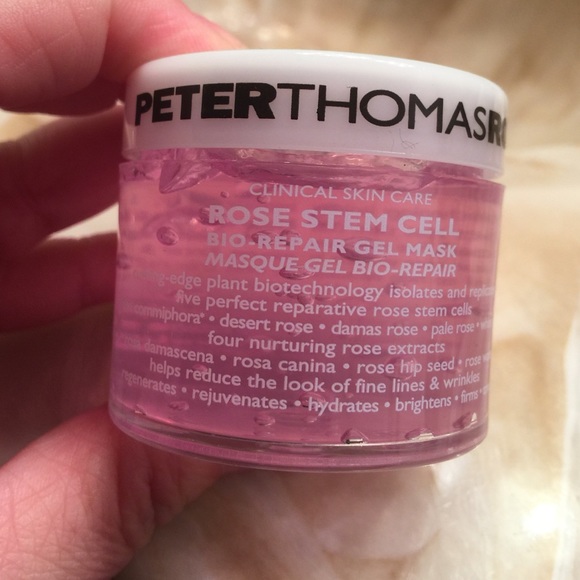 PETERTHOMASRO
CLINICAL SKIN CARE
ROSE STEM CELL
BIO-REPAIR GEL MASK
MASQUE GEL BIO-REPAIR
plant biotechnology isolates and
five perfect reparative rose stem cells
• desert rose • damas rose • pale rose •
four nurturing rose extracts
damascena • rosa canina • rose hip seed • rose
helps reduce the look of fine lines & wrinkles
regenerates • rejuvenates • hydrates • brightens • firms •